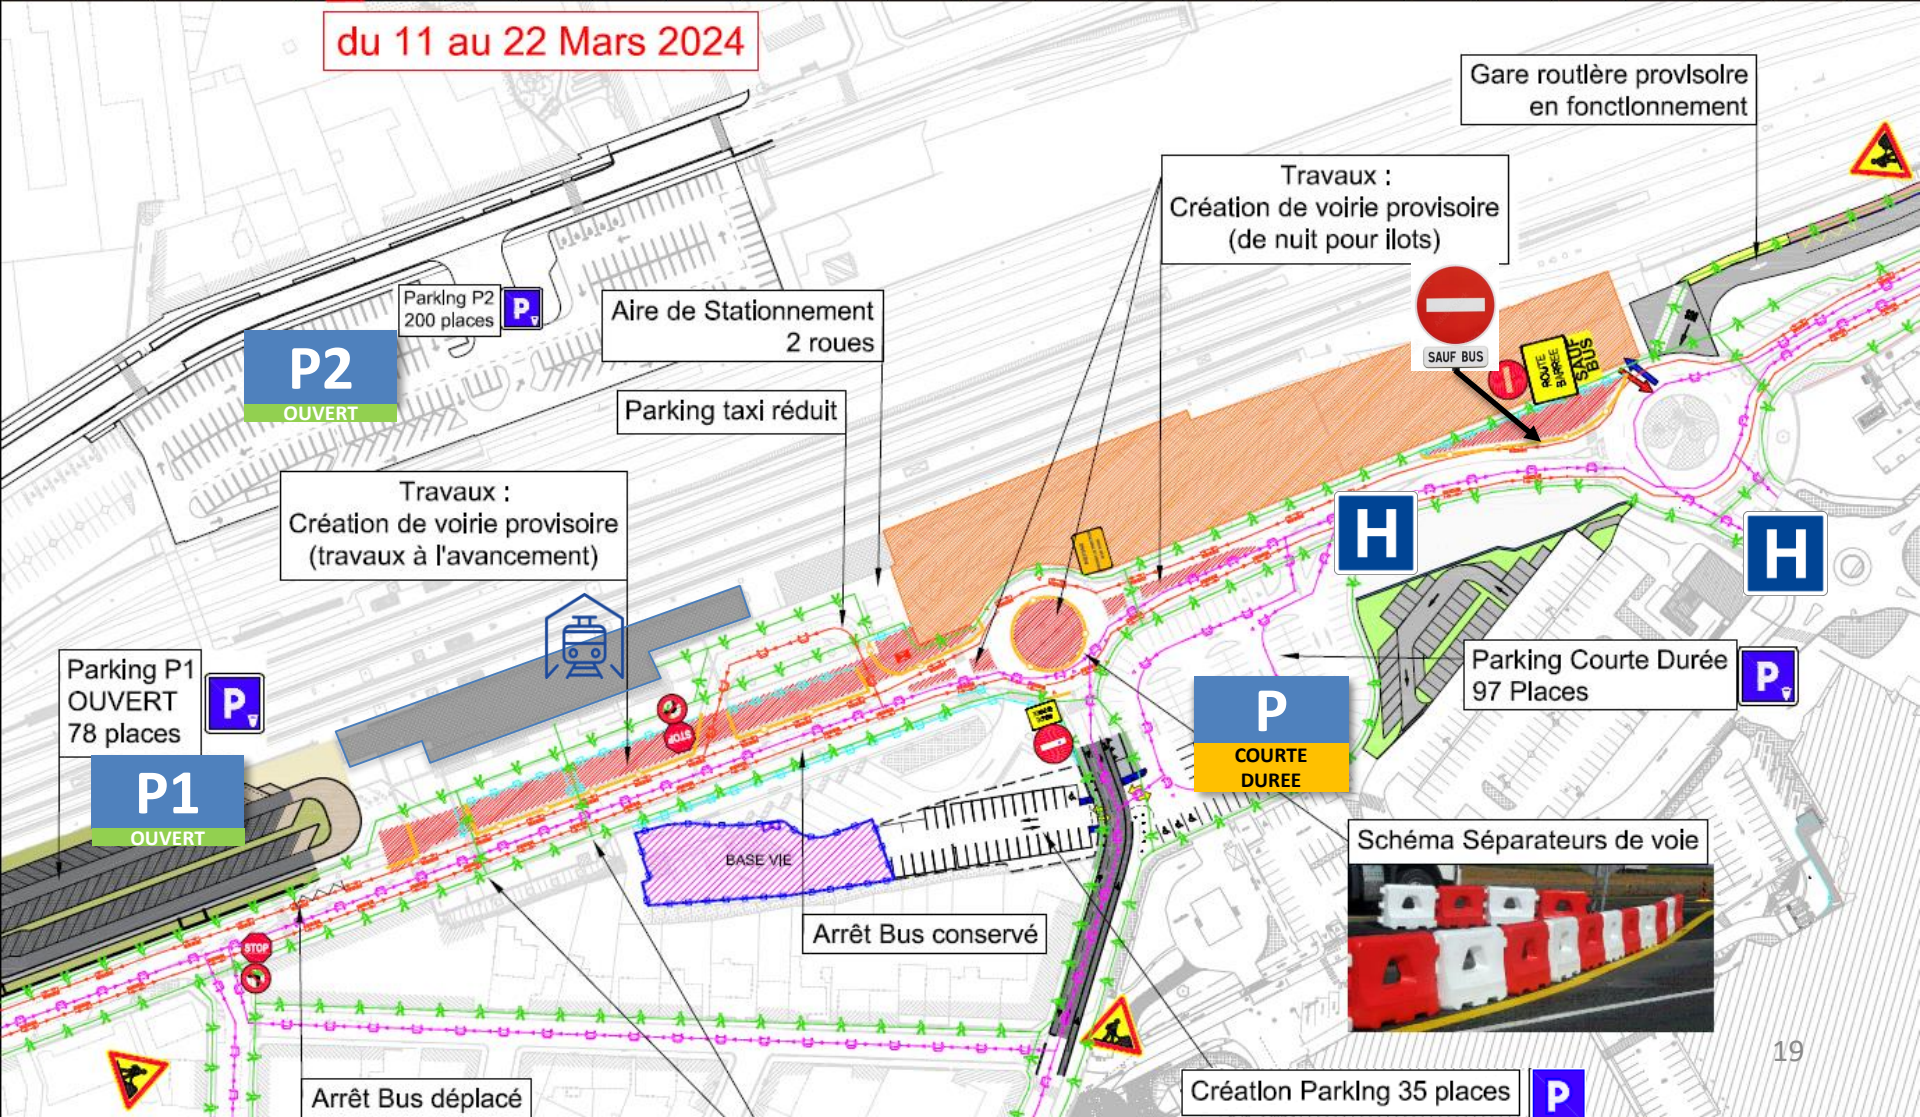 du 11 au 22 Mars 2024
Gare routière provisoire
en fonctionnement
Travaux :
Création de voirie provisoire
(de nuit pour ilots)
Parking P2
200 places
P
P2
OUVERT
Aire de Stationnement
2 roues
SAUF BUS
ROUTE
BARREE
SAUF
BUS
Parking taxi réduit
Travaux :
Création de voirie provisoire
(travaux à l'avancement)
H
H
Parking P1
OUVERT
78 places
P
P1
OUVERT
STOP
Parking Courte Durée
97 Places
P
P
COURTE
DUREE
Schéma Séparateurs de voie
BASE VIE
Arrêt Bus conservé
STOP
Arrêt Bus déplacé
Création Parking 35 places
P
19